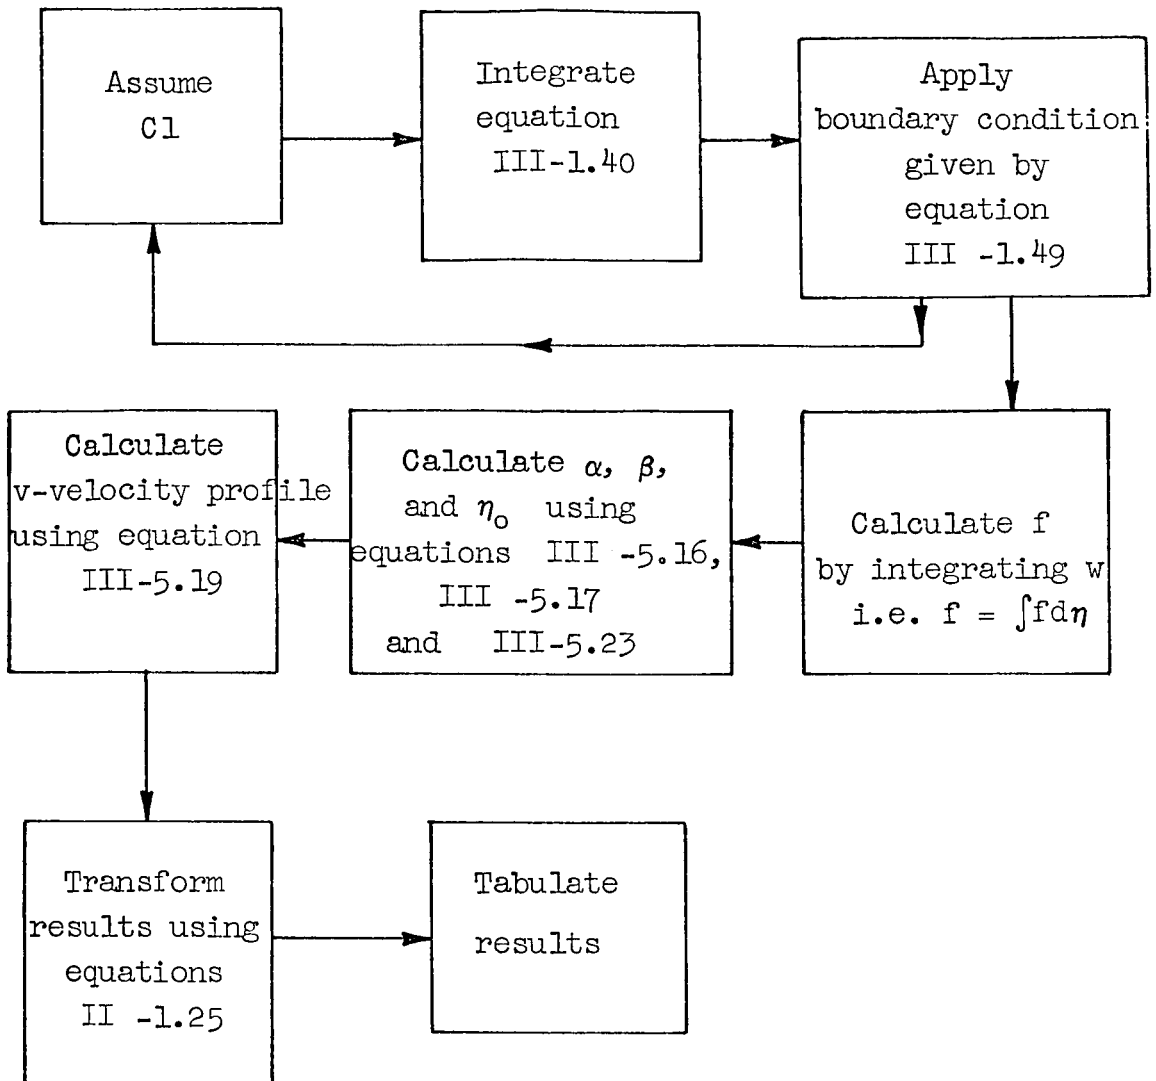 Assume
C1
Integrate
equation
III-1.40
Apply
boundary condition
given by
equation
III -1.49
Calculate
v-velocity profile
using equation
III-5.19
Calculate α, β,
and η₀ using
equations III -5.16,
III -5.17
and III-5.23
Calculate f
by integrating w
i.e. f = ∫fdη
Transform
results using
equations
II -1.25
Tabulate
results